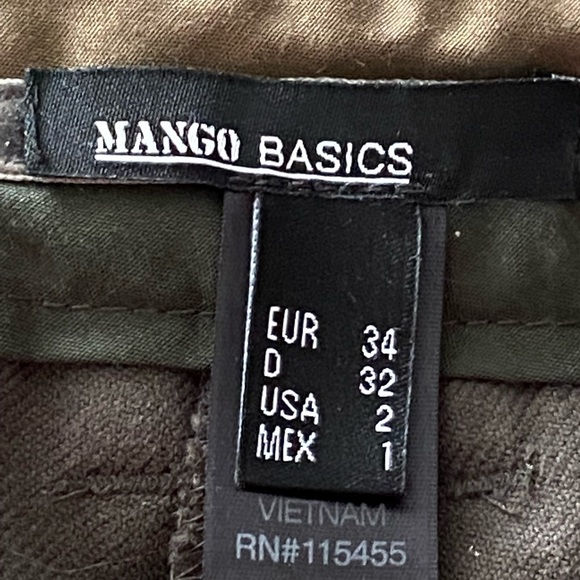 MANGO BASICS
EUR 34
D 32
USA 2
MEX 1
VIETNAM
RN#115455